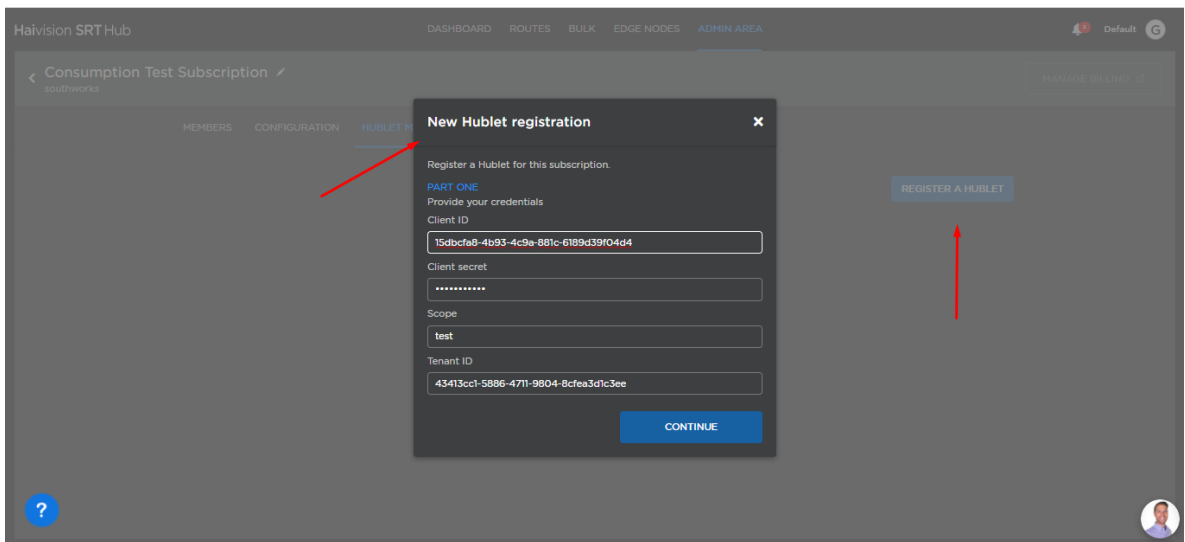 Haivision SRT Hub
DASHBOARD ROUTES BULK EDGE NODES ADMIN AREA
Default G
Consumption Test Subscription
southworks
MANAGE BILLING
MEMBERS CONFIGURATION HUBLET M
New Hublet registration
Register a Hublet for this subscription.
PART ONE
Provide your credentials
Client ID
15dbcfa8-4b93-4c9a-881c-6189d39f04d4
Client secret
•••••••••••
Scope
test
Tenant ID
43413cc1-5886-4711-9804-8cfea3d1c3ee
CONTINUE
REGISTER A HUBLET
?